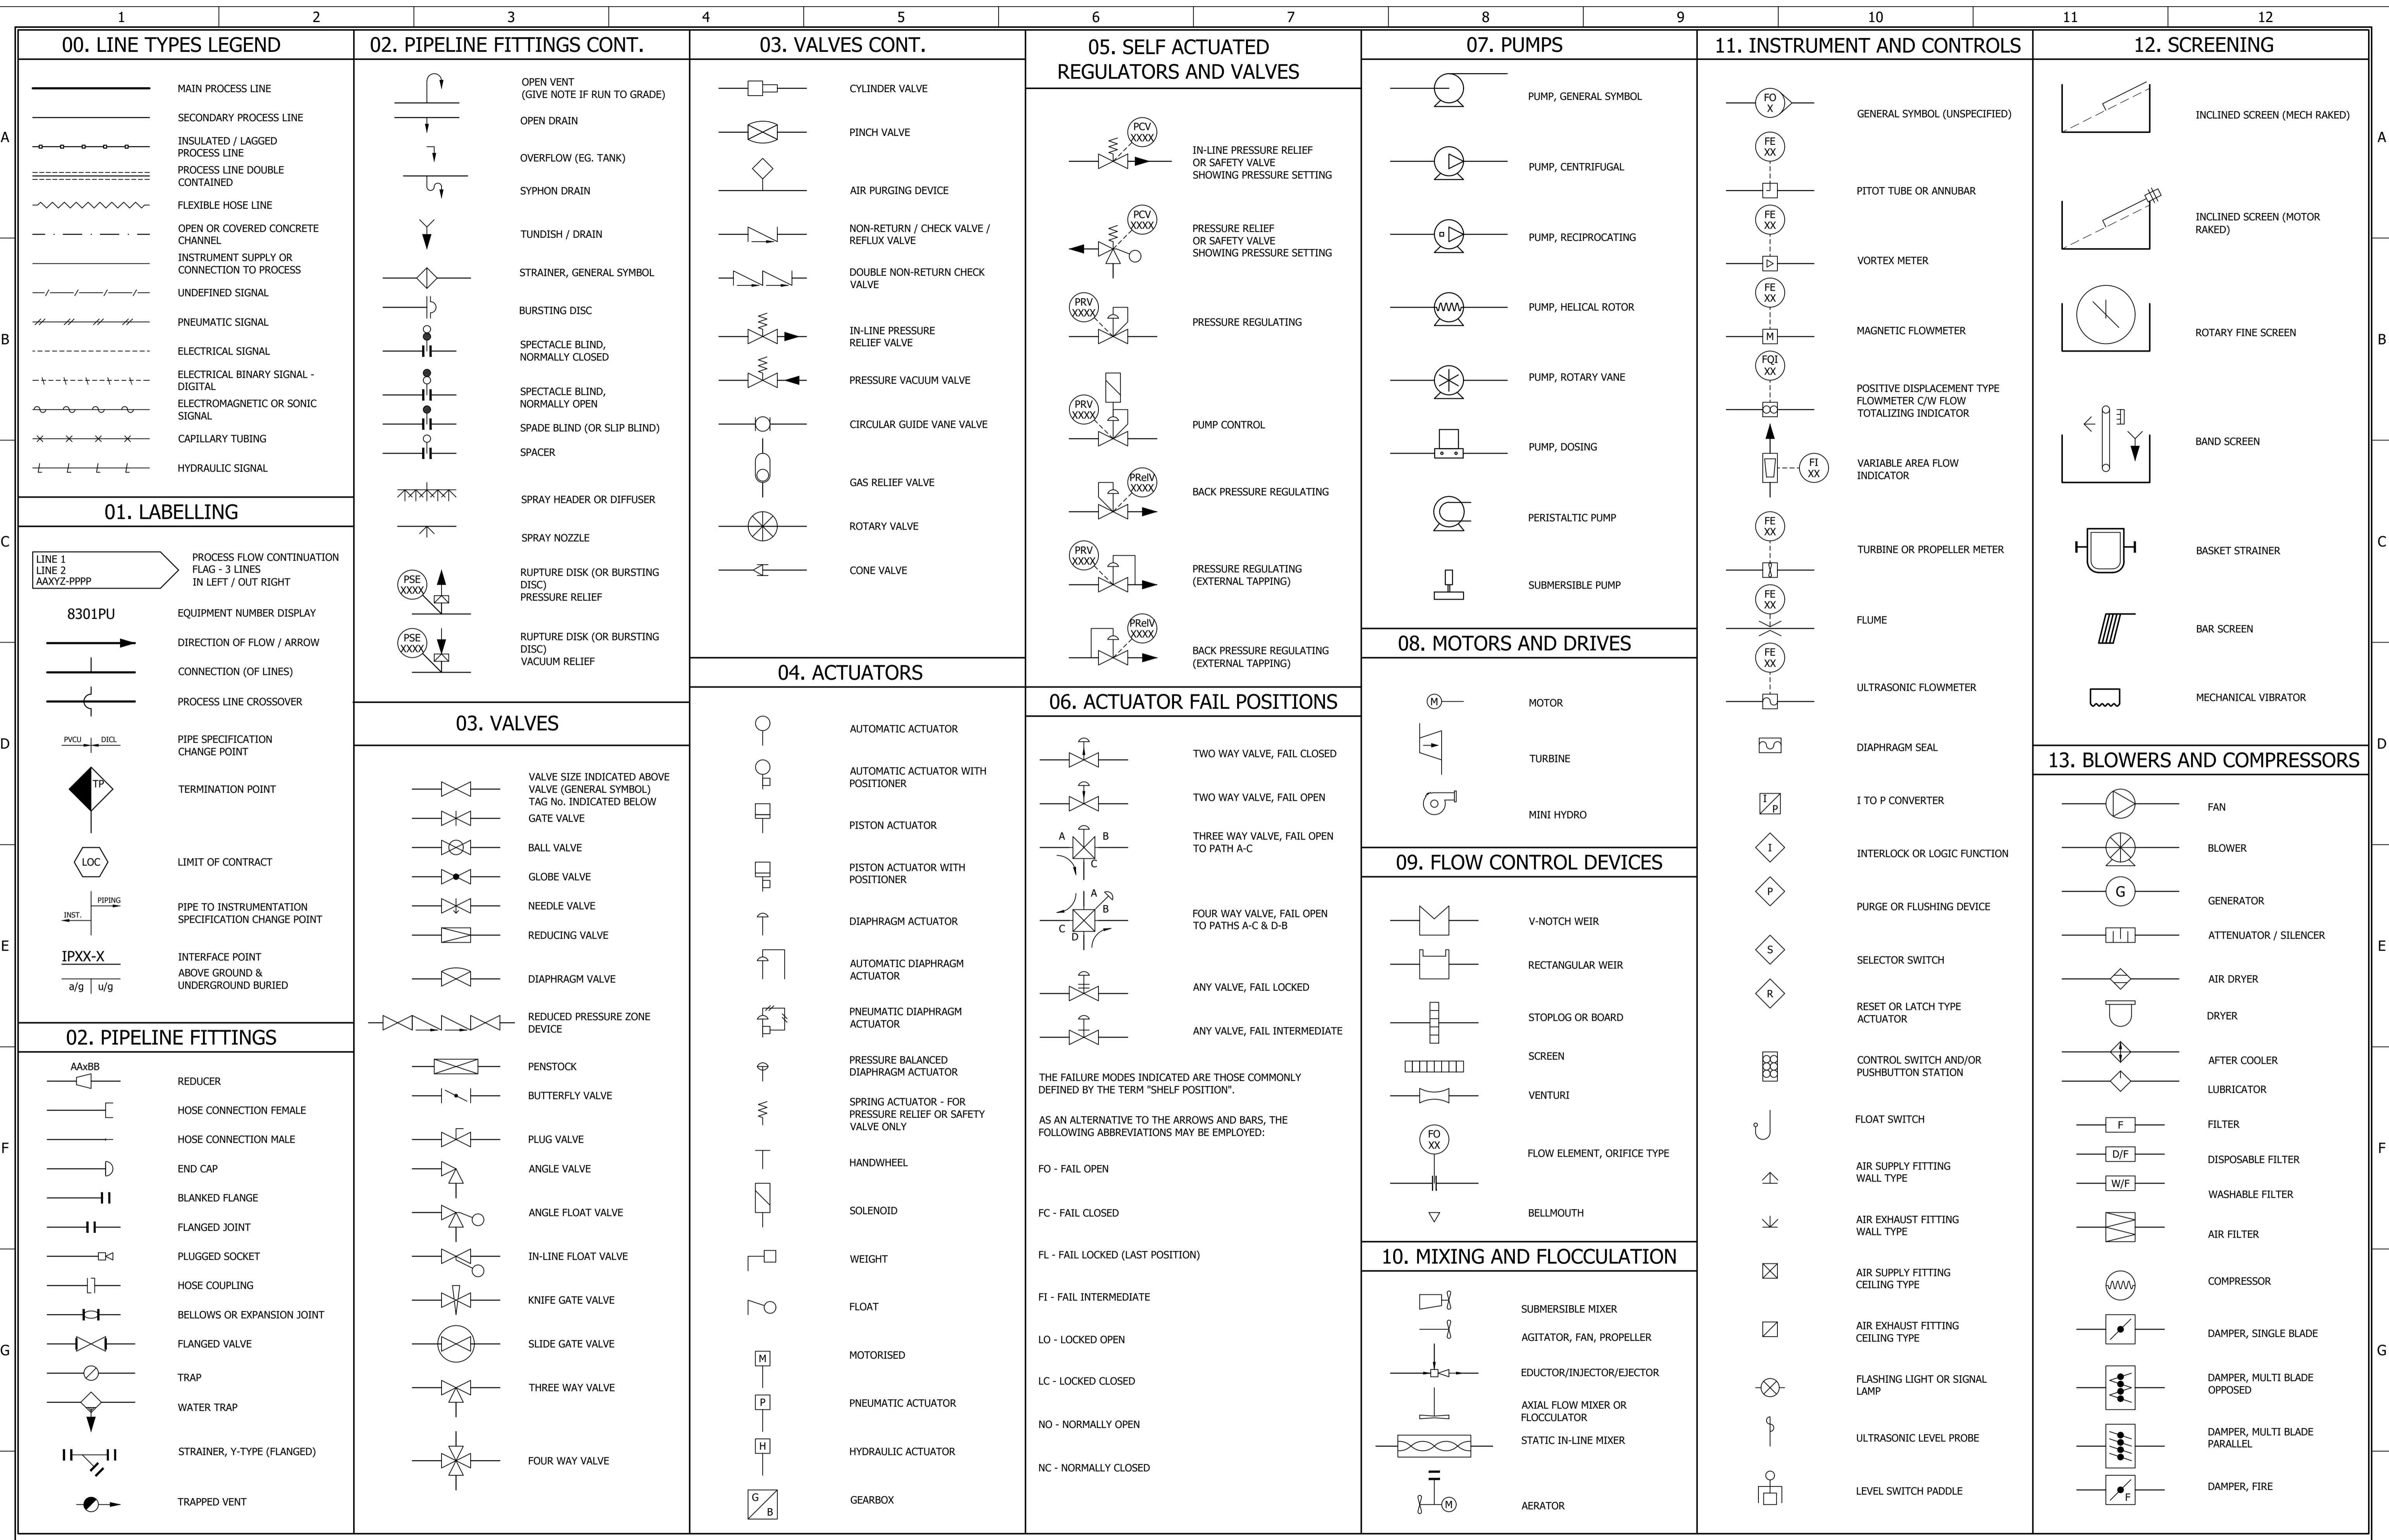 1 2 3 4 5 6 7 8 9 10 11 12
A
B
C
D
E
F
G
00. LINE TYPES LEGEND
MAIN PROCESS LINE
SECONDARY PROCESS LINE
INSULATED / LAGGED
PROCESS LINE
PROCESS LINE DOUBLE
CONTAINED
FLEXIBLE HOSE LINE
OPEN OR COVERED CONCRETE
CHANNEL
INSTRUMENT SUPPLY OR
CONNECTION TO PROCESS
UNDEFINED SIGNAL
PNEUMATIC SIGNAL
ELECTRICAL SIGNAL
ELECTRICAL BINARY SIGNAL -
DIGITAL
ELECTROMAGNETIC OR SONIC
SIGNAL
CAPILLARY TUBING
HYDRAULIC SIGNAL
01. LABELLING
LINE 1
LINE 2
AAXYZ-PPPP
PROCESS FLOW CONTINUATION
FLAG - 3 LINES
IN LEFT / OUT RIGHT
8301PU
EQUIPMENT NUMBER DISPLAY
DIRECTION OF FLOW / ARROW
CONNECTION (OF LINES)
PROCESS LINE CROSSOVER
PVCU DICL
PIPE SPECIFICATION
CHANGE POINT
TP
TERMINATION POINT
LOC
LIMIT OF CONTRACT
PIPING
INST.
PIPE TO INSTRUMENTATION
SPECIFICATION CHANGE POINT
IPXX-X
INTERFACE POINT
a/g u/g
ABOVE GROUND &
UNDERGROUND BURIED
02. PIPELINE FITTINGS
AAxBB
REDUCER
HOSE CONNECTION FEMALE
HOSE CONNECTION MALE
END CAP
BLANKED FLANGE
FLANGED JOINT
PLUGGED SOCKET
HOSE COUPLING
BELLOWS OR EXPANSION JOINT
FLANGED VALVE
TRAP
WATER TRAP
STRAINER, Y-TYPE (FLANGED)
TRAPPED VENT
02. PIPELINE FITTINGS CONT.
OPEN VENT
(GIVE NOTE IF RUN TO GRADE)
OPEN DRAIN
OVERFLOW (EG. TANK)
SYPHON DRAIN
TUNDISH / DRAIN
STRAINER, GENERAL SYMBOL
BURSTING DISC
SPECTACLE BLIND,
NORMALLY CLOSED
SPECTACLE BLIND,
NORMALLY OPEN
SPADE BLIND (OR SLIP BLIND)
SPACER
SPRAY HEADER OR DIFFUSER
SPRAY NOZZLE
PSE
XXXX
RUPTURE DISK (OR BURSTING
DISC)
PRESSURE RELIEF
PSE
XXXX
RUPTURE DISK (OR BURSTING
DISC)
VACUUM RELIEF
03. VALVES
VALVE SIZE INDICATED ABOVE
VALVE (GENERAL SYMBOL)
TAG No. INDICATED BELOW
GATE VALVE
BALL VALVE
GLOBE VALVE
NEEDLE VALVE
REDUCING VALVE
DIAPHRAGM VALVE
REDUCED PRESSURE ZONE
DEVICE
PENSTOCK
BUTTERFLY VALVE
PLUG VALVE
ANGLE VALVE
ANGLE FLOAT VALVE
IN-LINE FLOAT VALVE
KNIFE GATE VALVE
SLIDE GATE VALVE
THREE WAY VALVE
FOUR WAY VALVE
03. VALVES CONT.
CYLINDER VALVE
PINCH VALVE
AIR PURGING DEVICE
NON-RETURN / CHECK VALVE /
REFLUX VALVE
DOUBLE NON-RETURN CHECK
VALVE
IN-LINE PRESSURE
RELIEF VALVE
PRESSURE VACUUM VALVE
CIRCULAR GUIDE VANE VALVE
GAS RELIEF VALVE
ROTARY VALVE
CONE VALVE
04. ACTUATORS
AUTOMATIC ACTUATOR
AUTOMATIC ACTUATOR WITH
POSITIONER
PISTON ACTUATOR
PISTON ACTUATOR WITH
POSITIONER
DIAPHRAGM ACTUATOR
AUTOMATIC DIAPHRAGM
ACTUATOR
PNEUMATIC DIAPHRAGM
ACTUATOR
PRESSURE BALANCED
DIAPHRAGM ACTUATOR
SPRING ACTUATOR - FOR
PRESSURE RELIEF OR SAFETY
VALVE ONLY
HANDWHEEL
SOLENOID
WEIGHT
FLOAT
M
MOTORISED
P
PNEUMATIC ACTUATOR
H
HYDRAULIC ACTUATOR
G
B
GEARBOX
05. SELF ACTUATED
REGULATORS AND VALVES
PCV
XXXX
IN-LINE PRESSURE RELIEF
OR SAFETY VALVE
SHOWING PRESSURE SETTING
PCV
XXXX
PRESSURE RELIEF
OR SAFETY VALVE
SHOWING PRESSURE SETTING
PRV
XXXX
PRESSURE REGULATING
PRV
XXXX
PUMP CONTROL
PRelV
XXXX
BACK PRESSURE REGULATING
PRV
XXXX
PRESSURE REGULATING
(EXTERNAL TAPPING)
PRelV
XXXX
BACK PRESSURE REGULATING
(EXTERNAL TAPPING)
06. ACTUATOR FAIL POSITIONS
TWO WAY VALVE, FAIL CLOSED
TWO WAY VALVE, FAIL OPEN
A B
C
THREE WAY VALVE, FAIL OPEN
TO PATH A-C
A
B
C
D
FOUR WAY VALVE, FAIL OPEN
TO PATHS A-C & D-B
ANY VALVE, FAIL LOCKED
ANY VALVE, FAIL INTERMEDIATE
THE FAILURE MODES INDICATED ARE THOSE COMMONLY
DEFINED BY THE TERM "SHELF POSITION".
AS AN ALTERNATIVE TO THE ARROWS AND BARS, THE
FOLLOWING ABBREVIATIONS MAY BE EMPLOYED:
FO - FAIL OPEN
FC - FAIL CLOSED
FL - FAIL LOCKED (LAST POSITION)
FI - FAIL INTERMEDIATE
LO - LOCKED OPEN
LC - LOCKED CLOSED
NO - NORMALLY OPEN
NC - NORMALLY CLOSED
07. PUMPS
PUMP, GENERAL SYMBOL
PUMP, CENTRIFUGAL
PUMP, RECIPROCATING
PUMP, HELICAL ROTOR
PUMP, ROTARY VANE
PUMP, DOSING
PERISTALTIC PUMP
SUBMERSIBLE PUMP
08. MOTORS AND DRIVES
M
MOTOR
TURBINE
MINI HYDRO
09. FLOW CONTROL DEVICES
V-NOTCH WEIR
RECTANGULAR WEIR
STOPLOG OR BOARD
SCREEN
VENTURI
FO
XX
FLOW ELEMENT, ORIFICE TYPE
BELLMOUTH
10. MIXING AND FLOCCULATION
SUBMERSIBLE MIXER
AGITATOR, FAN, PROPELLER
EDUCTOR/INJECTOR/EJECTOR
AXIAL FLOW MIXER OR
FLOCCULATOR
STATIC IN-LINE MIXER
M
AERATOR
11. INSTRUMENT AND CONTROLS
FO
X
GENERAL SYMBOL (UNSPECIFIED)
FE
XX
PITOT TUBE OR ANNUBAR
FE
XX
VORTEX METER
FE
XX
M
MAGNETIC FLOWMETER
FQI
XX
POSITIVE DISPLACEMENT TYPE
FLOWMETER C/W FLOW
TOTALIZING INDICATOR
FI
XX
VARIABLE AREA FLOW
INDICATOR
FE
XX
TURBINE OR PROPELLER METER
FE
XX
FLUME
FE
XX
ULTRASONIC FLOWMETER
DIAPHRAGM SEAL
I
P
I TO P CONVERTER
I
INTERLOCK OR LOGIC FUNCTION
P
PURGE OR FLUSHING DEVICE
S
SELECTOR SWITCH
R
RESET OR LATCH TYPE
ACTUATOR
CONTROL SWITCH AND/OR
PUSHBUTTON STATION
FLOAT SWITCH
AIR SUPPLY FITTING
WALL TYPE
AIR EXHAUST FITTING
WALL TYPE
AIR SUPPLY FITTING
CEILING TYPE
AIR EXHAUST FITTING
CEILING TYPE
FLASHING LIGHT OR SIGNAL
LAMP
ULTRASONIC LEVEL PROBE
LEVEL SWITCH PADDLE
12. SCREENING
INCLINED SCREEN (MECH RAKED)
INCLINED SCREEN (MOTOR
RAKED)
ROTARY FINE SCREEN
BAND SCREEN
BASKET STRAINER
BAR SCREEN
MECHANICAL VIBRATOR
13. BLOWERS AND COMPRESSORS
FAN
BLOWER
G
GENERATOR
ATTENUATOR / SILENCER
AIR DRYER
DRYER
AFTER COOLER
LUBRICATOR
F
FILTER
D/F
DISPOSABLE FILTER
W/F
WASHABLE FILTER
AIR FILTER
COMPRESSOR
DAMPER, SINGLE BLADE
DAMPER, MULTI BLADE
OPPOSED
DAMPER, MULTI BLADE
PARALLEL
F
DAMPER, FIRE
A
B
C
D
E
F
G